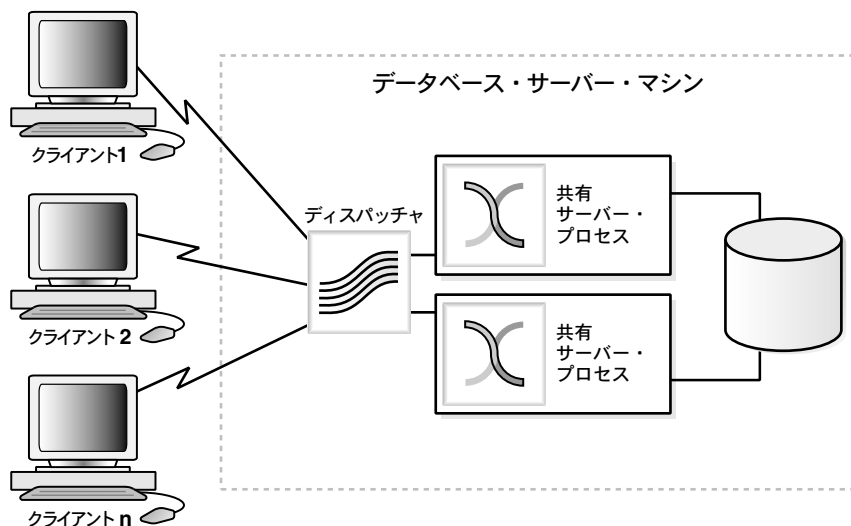 データベース・サーバー・マシン
クライアント1
ディスパッチャ
共有
サーバー・
プロセス
クライアント 2
共有
サーバー・
プロセス
クライアント n